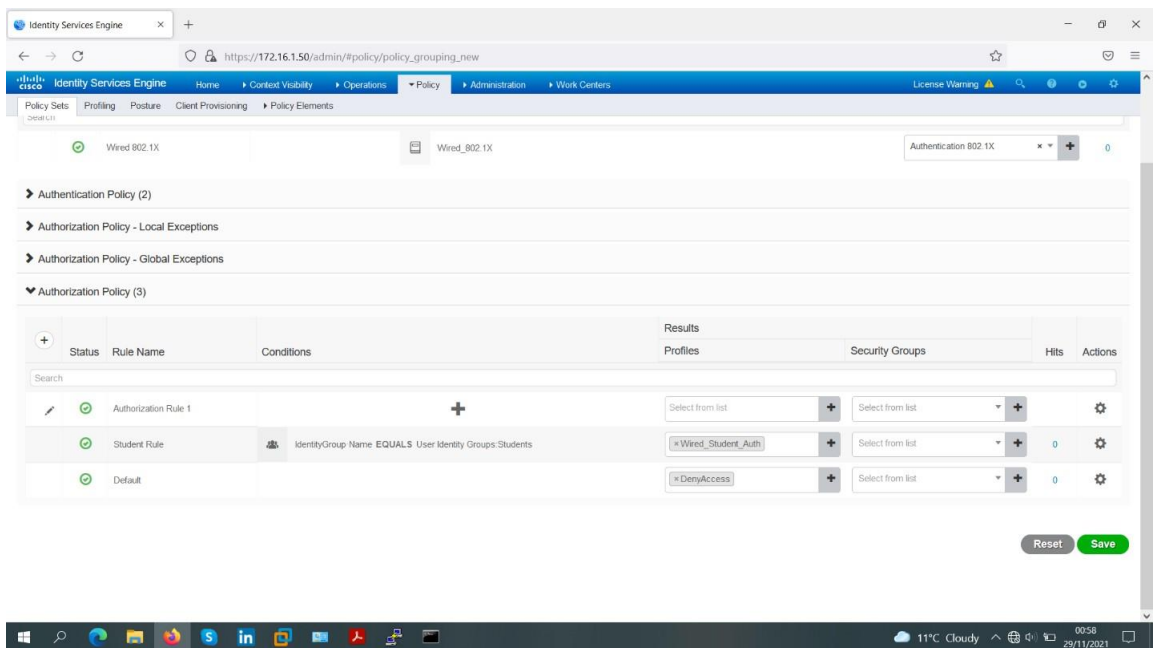 Identity Services Engine × +
https://172.16.1.50/admin/#policy/policy_grouping_new
cisco Identity Services Engine Home Context Visibility Operations Policy Administration Work Centers License Warning
Policy Sets Profiling Posture Client Provisioning Policy Elements
Search
Wired 802.1X Wired_802.1X Authentication 802.1X × + 0
Authentication Policy (2)
Authorization Policy - Local Exceptions
Authorization Policy - Global Exceptions
Authorization Policy (3)
Results
+ Status Rule Name Conditions Profiles Security Groups Hits Actions
Search
Authorization Rule 1 + Select from list + Select from list +
Student Rule IdentityGroup·Name EQUALS User Identity Groups:Students ×Wired_Student_Auth + Select from list + 0
Default ×DenyAccess + Select from list + 0
Reset Save
11°C Cloudy 00:58
29/11/2021